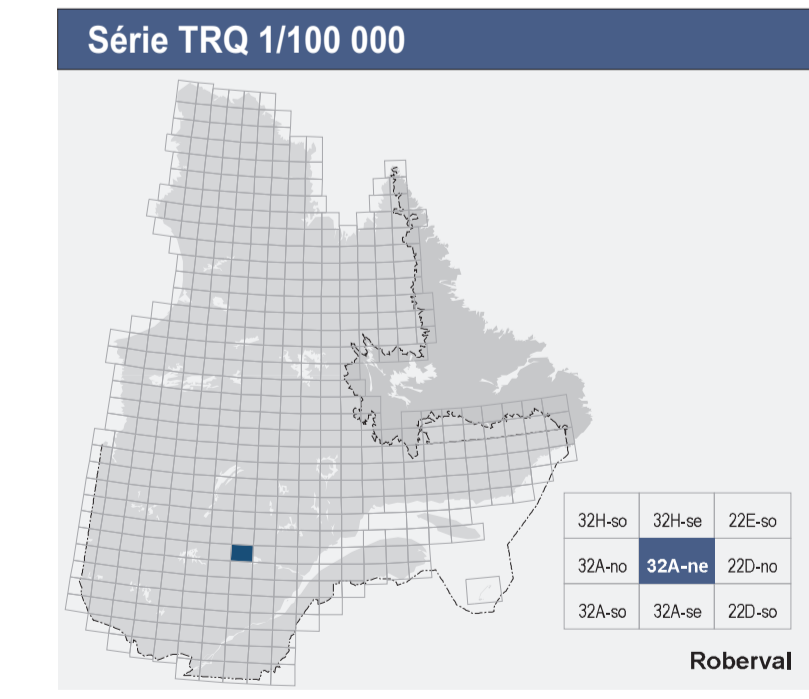 Série TRQ 1/100 000
32H-so 32H-se 22E-so
32A-no 32A-ne 22D-no
32A-so 32A-se 22D-so
Roberval